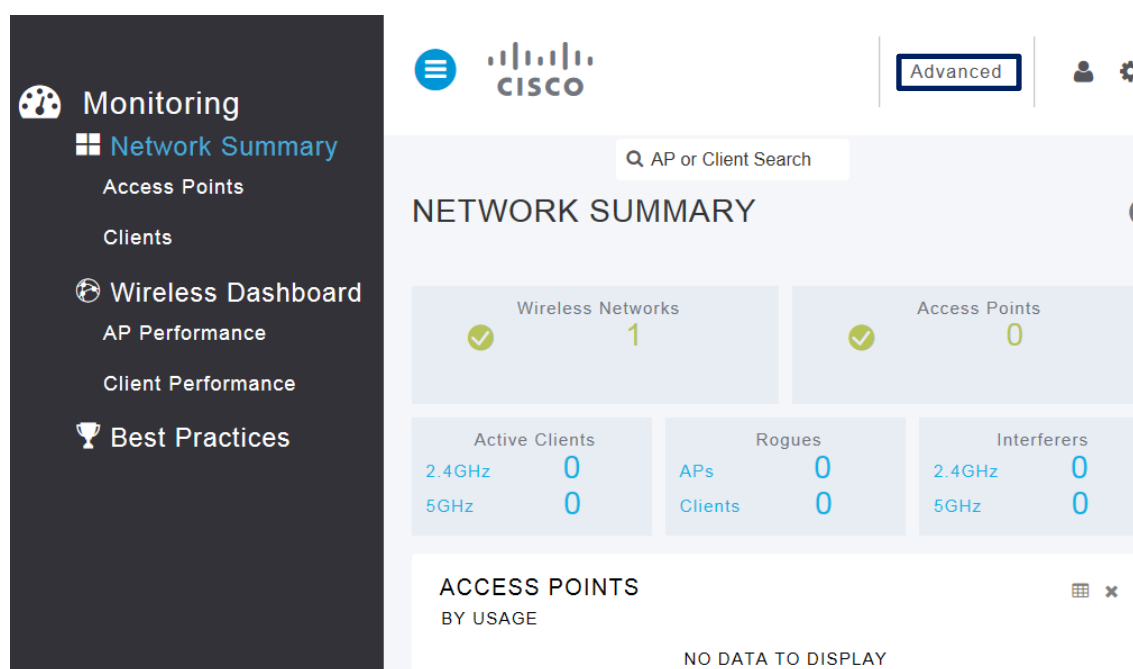 Monitoring
Network Summary
Access Points
Clients
Wireless Dashboard
AP Performance
Client Performance
Best Practices
CISCO
Advanced
AP or Client Search
NETWORK SUMMARY
Wireless Networks
1
Access Points
0
Active Clients
2.4GHz 0
5GHz 0
Rogues
APs 0
Clients 0
Interferers
2.4GHz 0
5GHz 0
ACCESS POINTS
BY USAGE
NO DATA TO DISPLAY